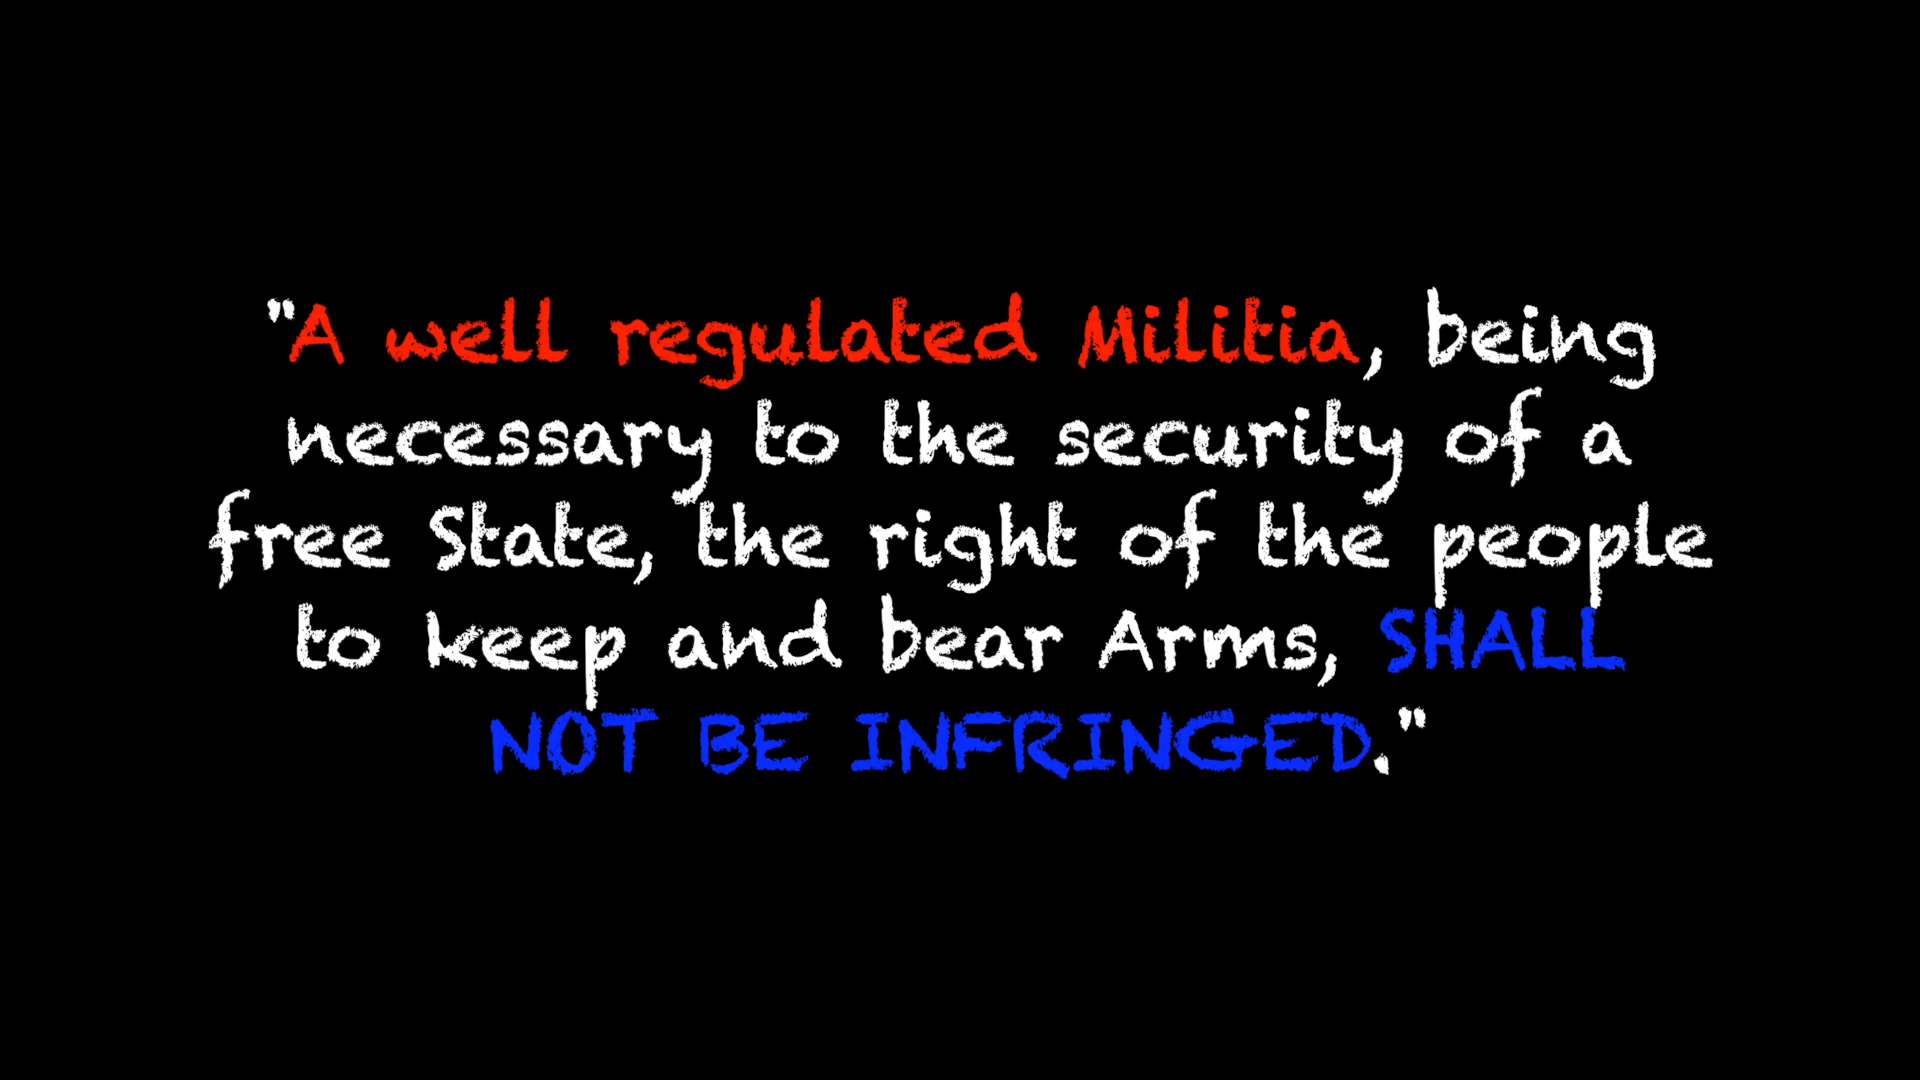 "A well regulated Militia, being
necessary to the security of a
free State, the right of the people
to keep and bear Arms, SHALL
NOT BE INFRINGED."